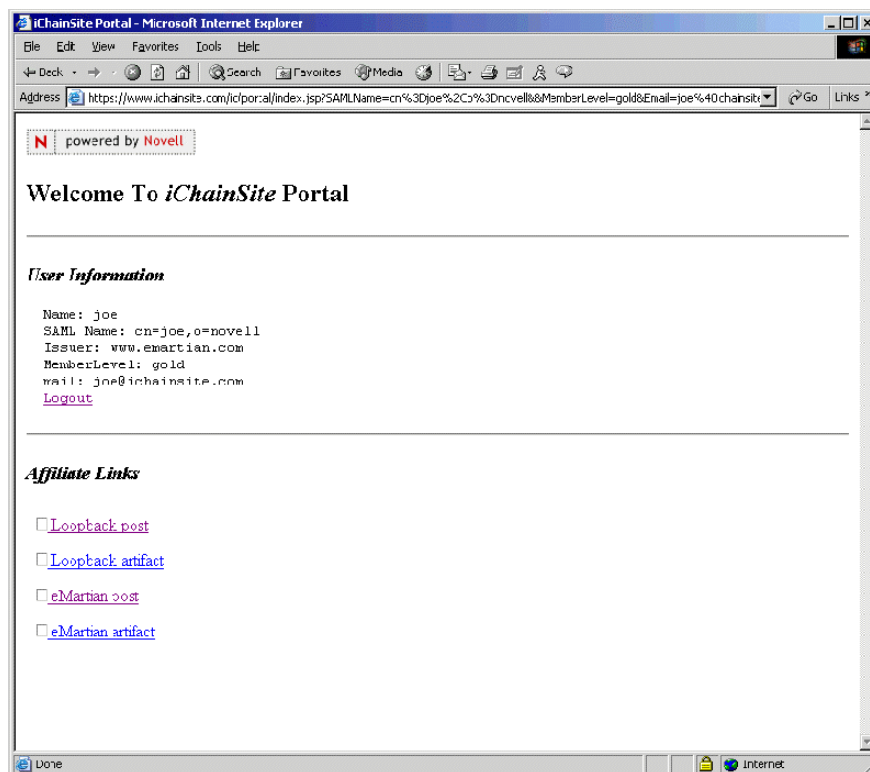 iChainSite Portal - Microsoft Internet Explorer
File Edit View Favorites Tools Help
Back Search Favorites Media
Address https://www.ichainsite.com/ic/portal/index.jsp?SAMLName=cn%3Djoe%2Co%3Dnovell&&MemberLevel=gold&Email=joe%40chainsite Go Links »
N powered by Novell
Welcome To iChainSite Portal
User Information
Name: joe
SAML Name: cn=joe,o=novell
Issuer: www.emartian.com
MemberLevel: gold
mail: joe@ichainsite.com
Logout
Affiliate Links
Loopback post
Loopback artifact
eMartian post
eMartian artifact
Done Internet